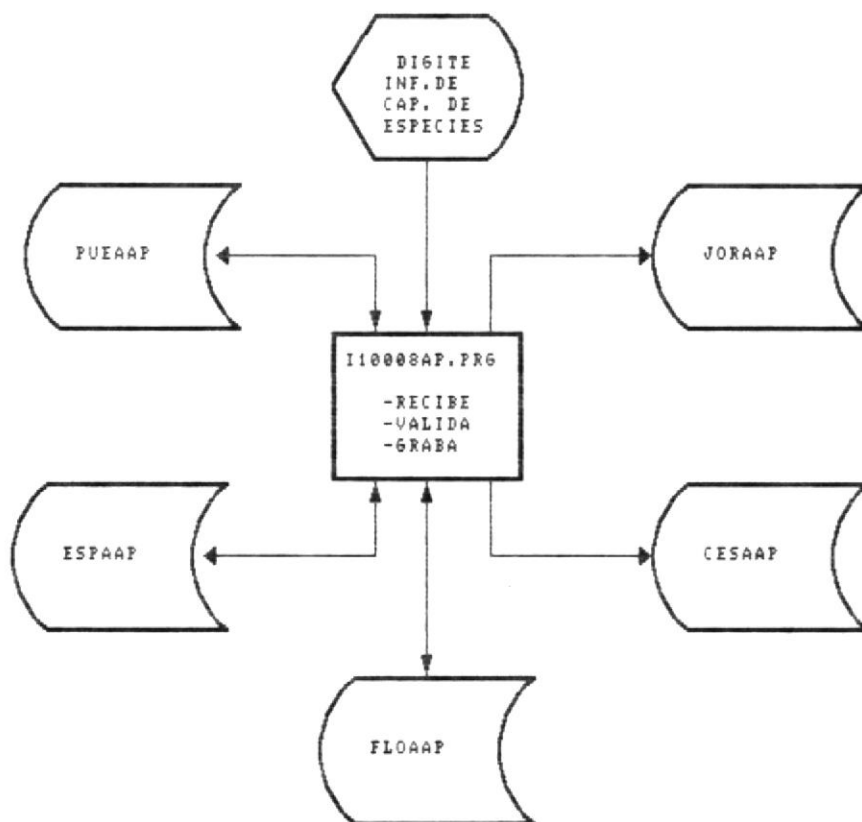 DIGITE
INF.DE
CAP. DE
ESPECIES
PUEAAP
JORAAP
I10008AP.PRG
-RECIBE
-VALIDA
-GRABA
ESPAAP
CESAAP
FLOAAP